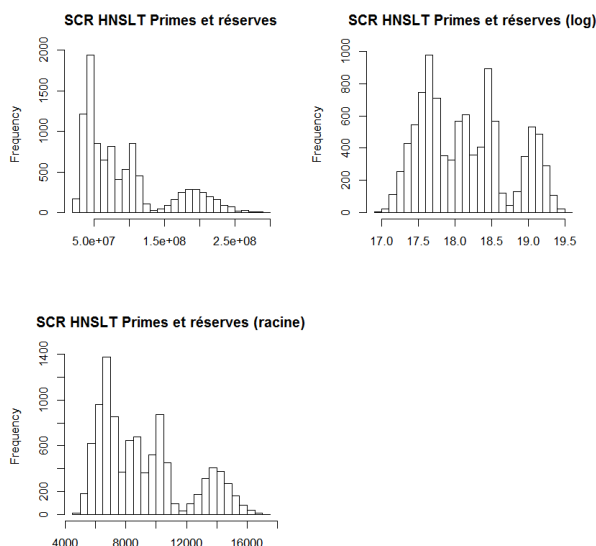 SCR HNSLT Primes et réserves
Frequency
0 500 1000 1500 2000
5.0e+07 1.5e+08 2.5e+08
SCR HNSLT Primes et réserves (log)
Frequency
0 200 400 600 800 1000
17.0 17.5 18.0 18.5 19.0 19.5
SCR HNSLT Primes et réserves (racine)
Frequency
0 200 600 1000 1400
4000 8000 12000 16000